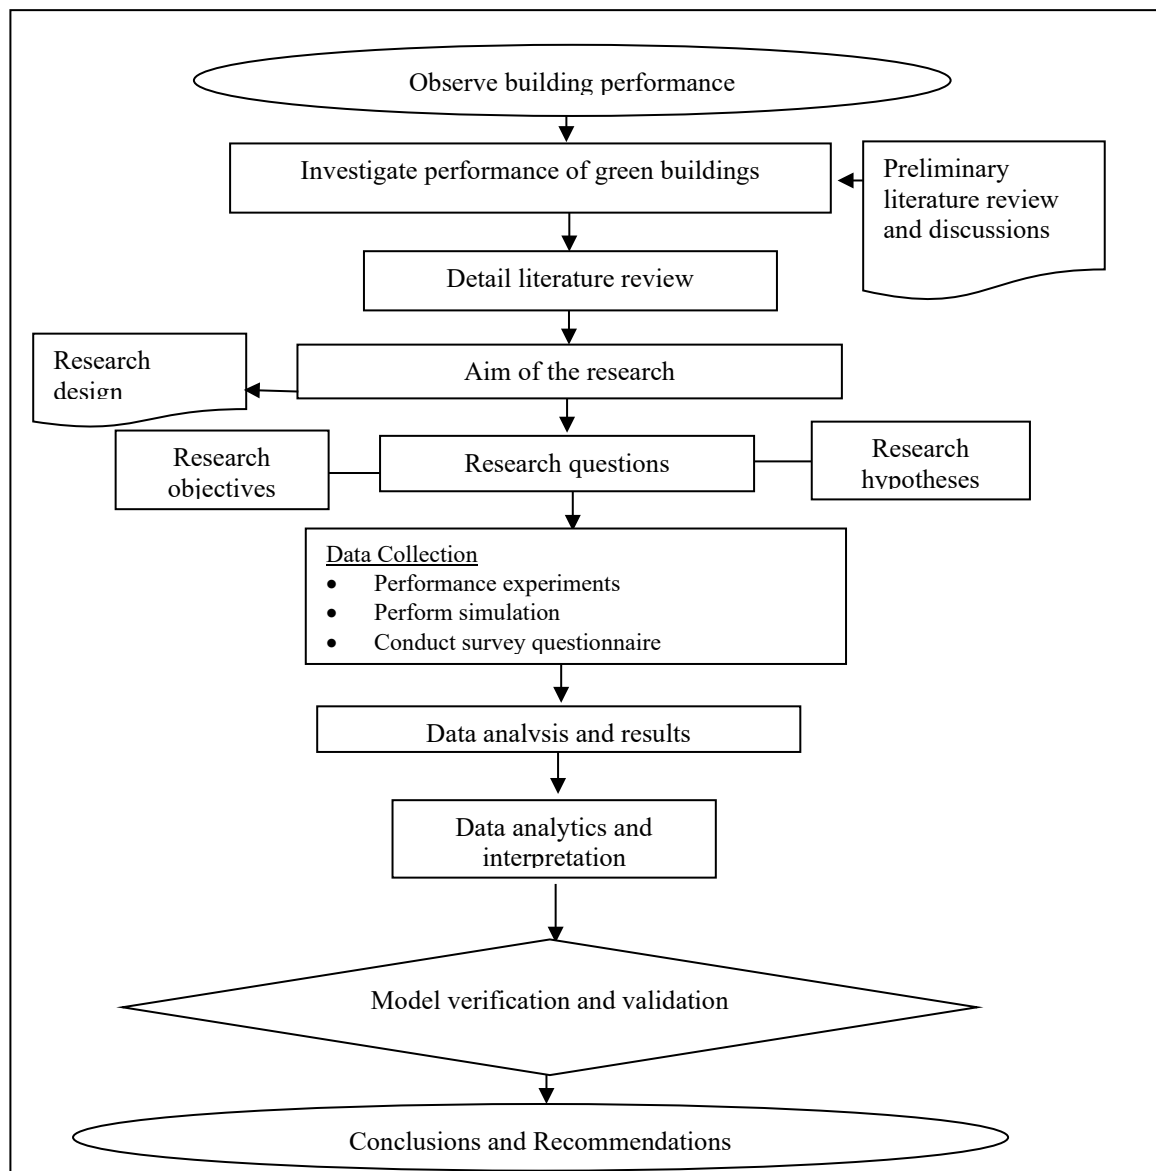 Observe building performance
Investigate performance of green buildings
Preliminary
literature review
and discussions
Detail literature review
Research
design
Aim of the research
Research
objectives
Research questions
Research
hypotheses
Data Collection
• Performance experiments
• Perform simulation
• Conduct survey questionnaire
Data analysis and results
Data analytics and
interpretation
Model verification and validation
Conclusions and Recommendations